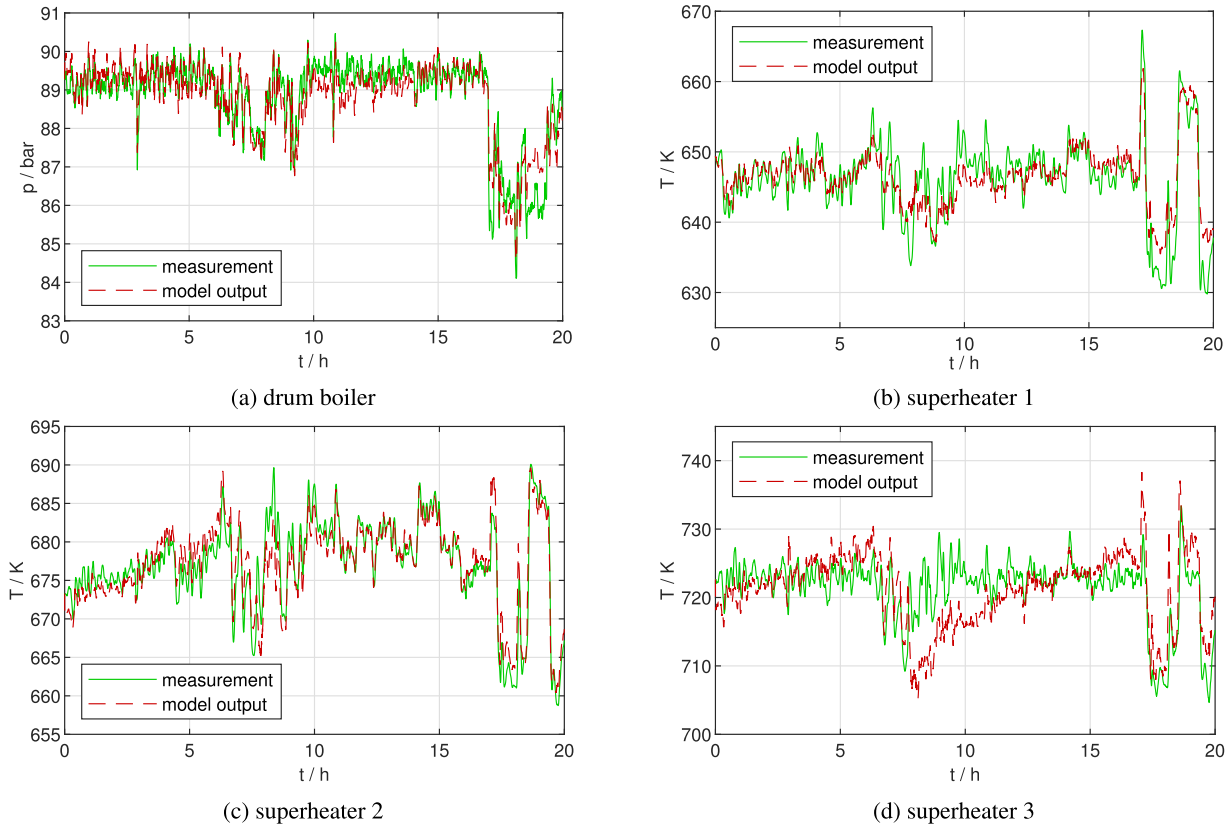 91
90
89
88
87
86
85
84
83
p / bar
measurement
model output
0 5 10 15 20
t / h
(a) drum boiler
670
660
650
640
630
T / K
measurement
model output
0 5 10 15 20
t / h
(b) superheater 1
695
690
685
680
675
670
665
660
655
T / K
measurement
model output
0 5 10 15 20
t / h
(c) superheater 2
740
730
720
710
700
T / K
measurement
model output
0 5 10 15 20
t / h
(d) superheater 3